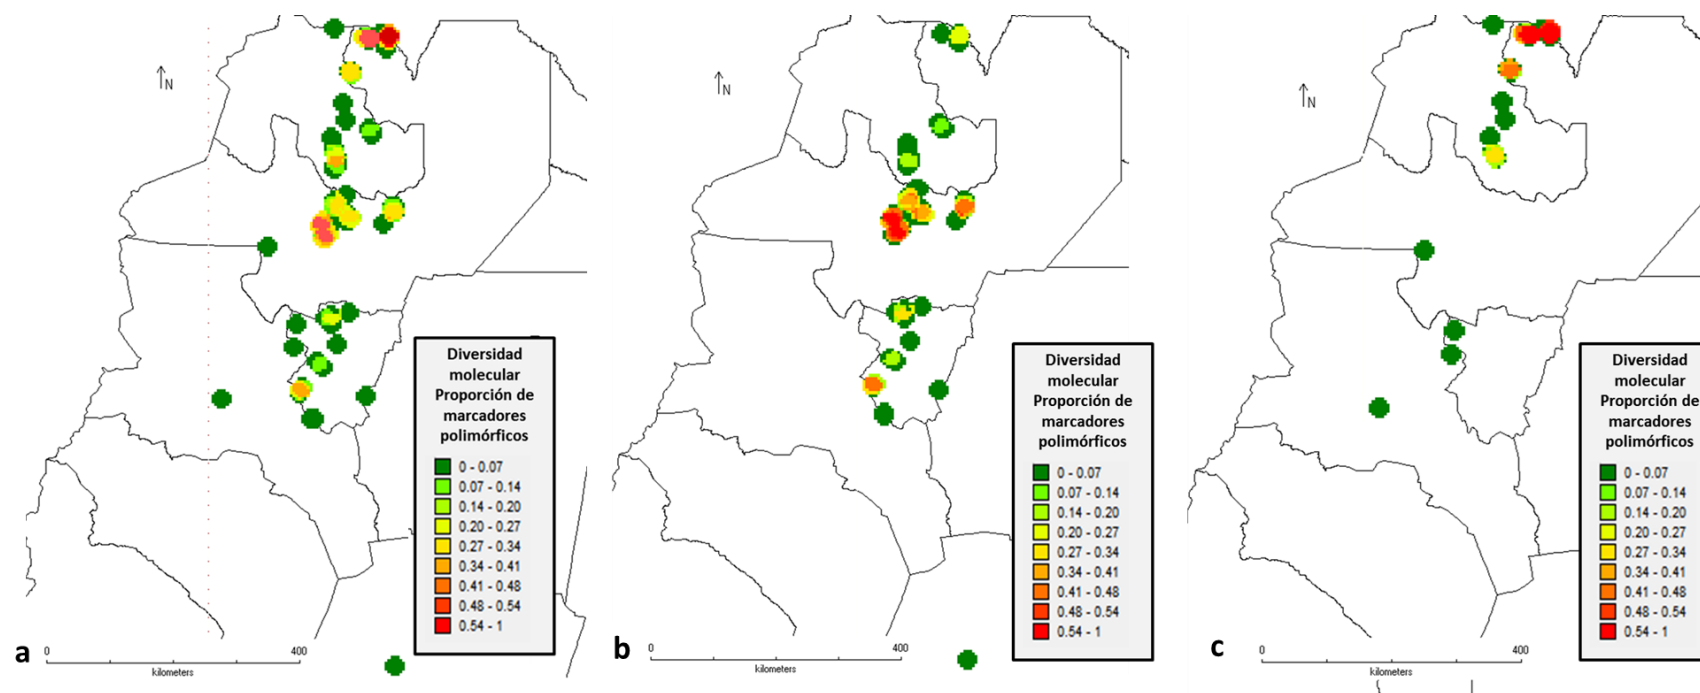 N
Diversidad
molecular
Proporción de
marcadores
polimórficos
0 - 0.07
0.07 - 0.14
0.14 - 0.20
0.20 - 0.27
0.27 - 0.34
0.34 - 0.41
0.41 - 0.48
0.48 - 0.54
0.54 - 1
a
0
400
kilometers
N
Diversidad
molecular
Proporción de
marcadores
polimórficos
0 - 0.07
0.07 - 0.14
0.14 - 0.20
0.20 - 0.27
0.27 - 0.34
0.34 - 0.41
0.41 - 0.48
0.48 - 0.54
0.54 - 1
b
0
400
kilometers
N
Diversidad
molecular
Proporción de
marcadores
polimórficos
0 - 0.07
0.07 - 0.14
0.14 - 0.20
0.20 - 0.27
0.27 - 0.34
0.34 - 0.41
0.41 - 0.48
0.48 - 0.54
0.54 - 1
c
0
400
kilometers